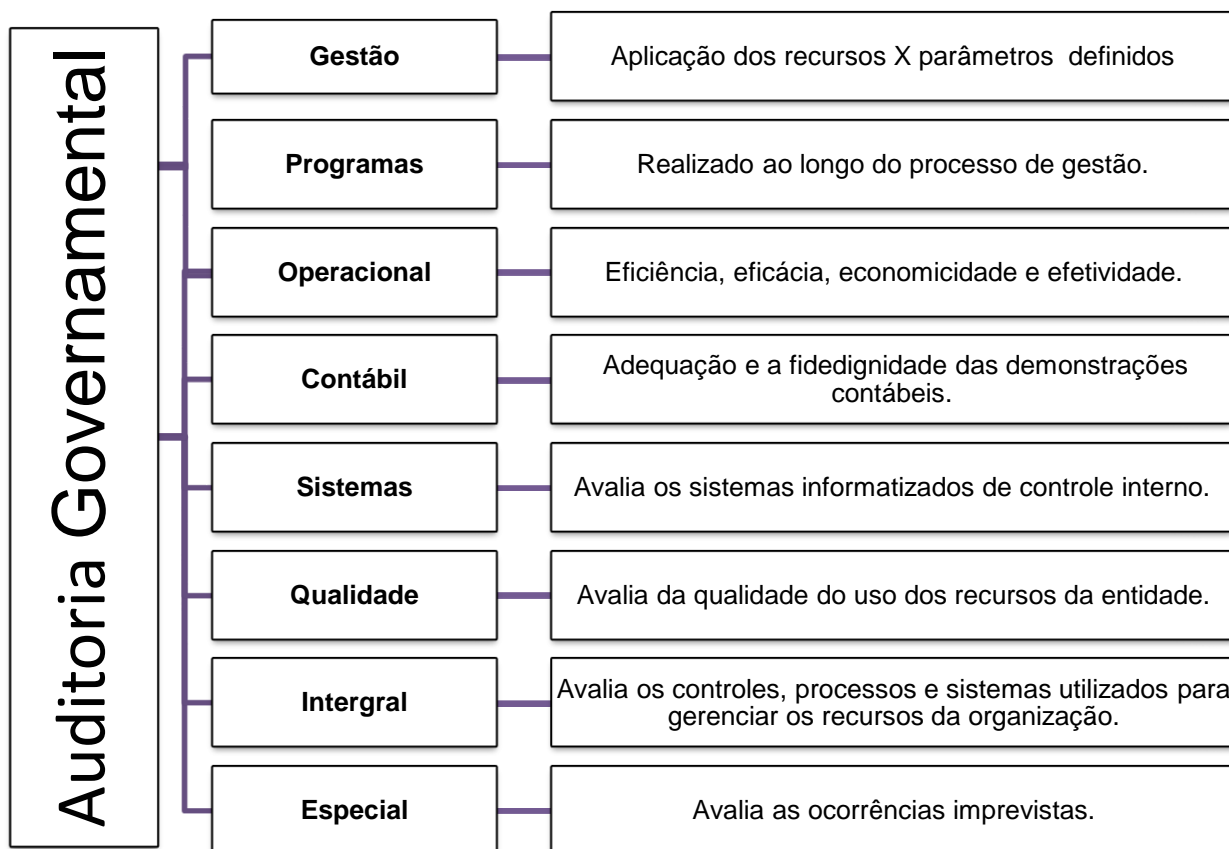 Auditoria Governamental
Gestão
Aplicação dos recursos X parâmetros  definidos
Programas
Realizado ao longo do processo de gestão.
Operacional
Eficiência, eficácia, economicidade e efetividade.
Contábil
Adequação e a fidedignidade das demonstrações
contábeis.
Sistemas
Avalia os sistemas informatizados de controle interno.
Qualidade
Avalia da qualidade do uso dos recursos da entidade.
Intergral
Avalia os controles, processos e sistemas utilizados para
gerenciar os recursos da organização.
Especial
Avalia as ocorrências imprevistas.